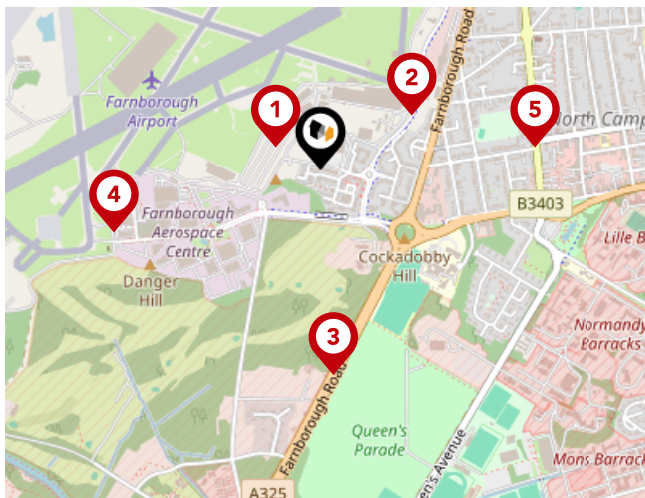 Farnborough Road
2
1
5
Farnborough
Airport
North Camp
4
B3403
Farnborough
Aerospace
Centre
Lille B
Cockadobby
Hill
Danger
Hill
Normandy
Barracks
3
Farnborough Road
Queen's
Parade
en's Avenue
Mons Barrack
A325